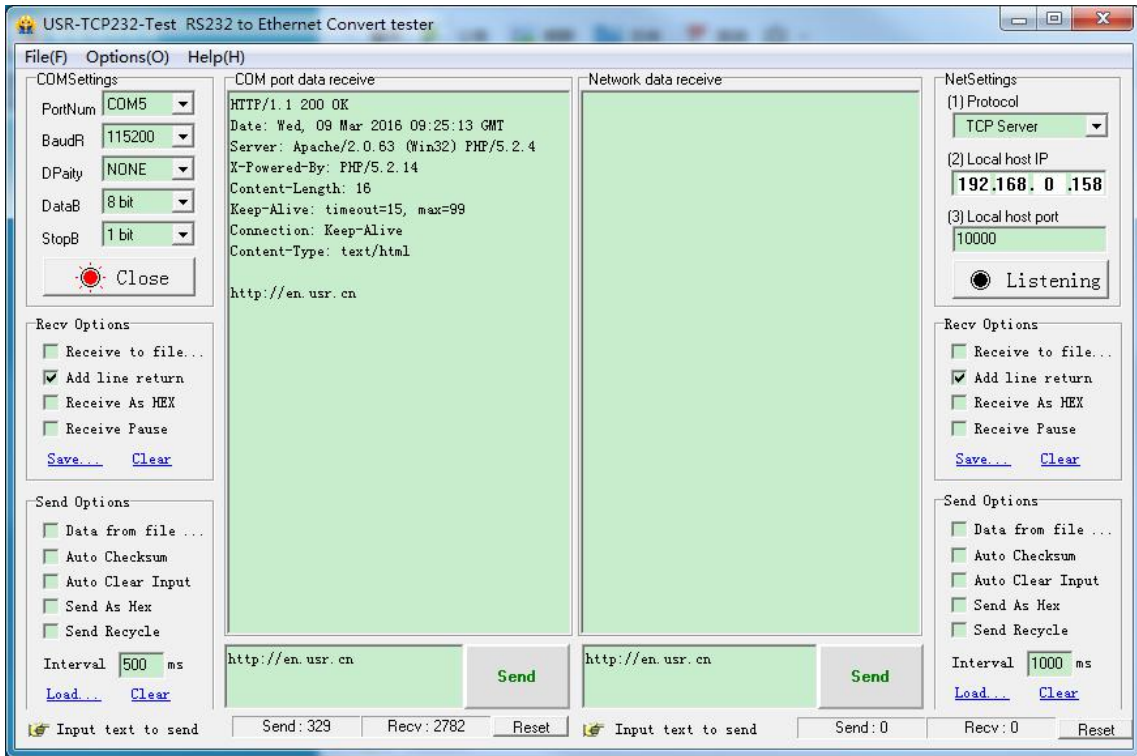 USR-TCP232-Test RS232 to Ethernet Convert tester
File(F) Options(O) Help(H)
COMSettings
PortNum COM5
BaudR 115200
DPaity NONE
DataB 8 bit
StopB 1 bit
Close
Recv Options
Receive to file...
Add line return
Receive As HEX
Receive Pause
Save... Clear
Send Options
Data from file ...
Auto Checksum
Auto Clear Input
Send As Hex
Send Recycle
Interval 500 ms
Load... Clear
COM port data receive
HTTP/1.1 200 OK
Date: Wed, 09 Mar 2016 09:25:13 GMT
Server: Apache/2.0.63 (Win32) PHP/5.2.4
X-Powered-By: PHP/5.2.14
Content-Length: 16
Keep-Alive: timeout=15, max=99
Connection: Keep-Alive
Content-Type: text/html
http://en.usr.cn
http://en.usr.cn
Send
Network data receive
http://en.usr.cn
Send
NetSettings
(1) Protocol
TCP Server
(2) Local host IP
192.168. 0 .158
(3) Local host port
10000
Listening
Recv Options
Receive to file...
Add line return
Receive As HEX
Receive Pause
Save... Clear
Send Options
Data from file ...
Auto Checksum
Auto Clear Input
Send As Hex
Send Recycle
Interval 1000 ms
Load... Clear
Input text to send Send : 329 Recv : 2782 Reset
Input text to send Send : 0 Recv : 0 Reset